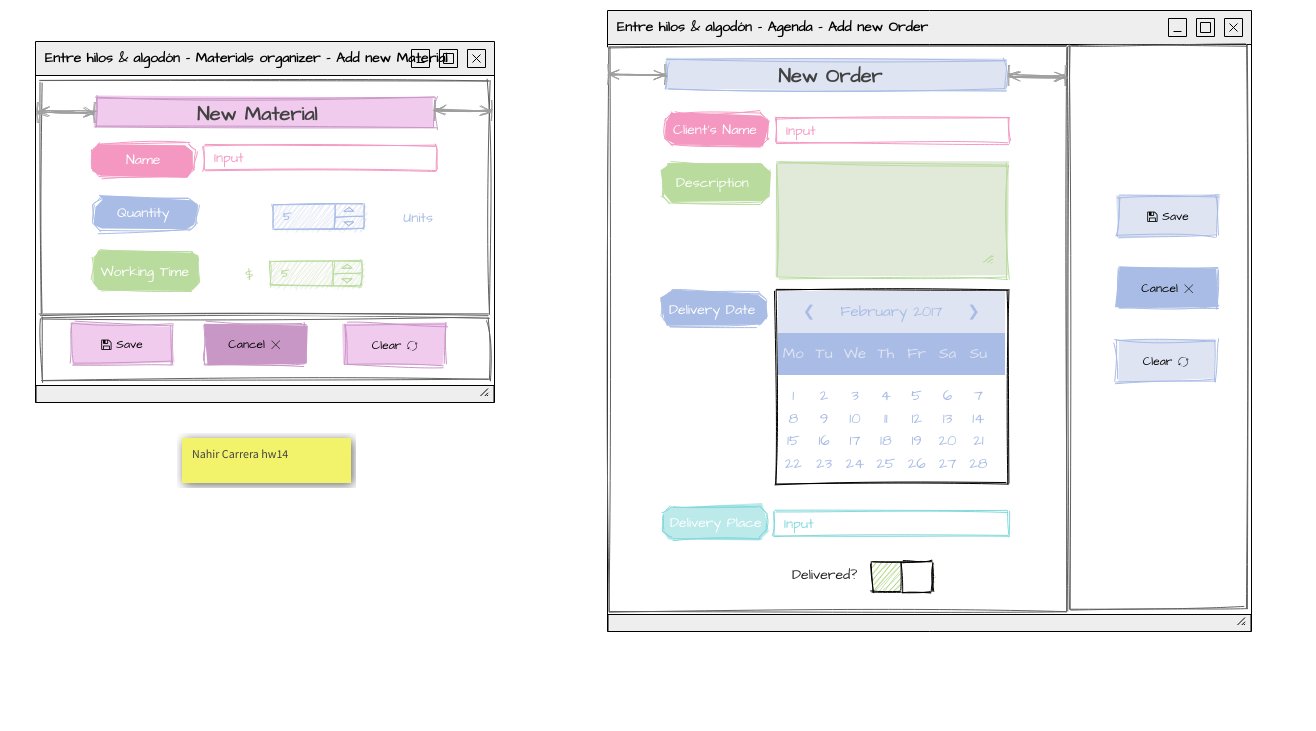 Entre hilos & algodón - Materials organizer - Add new Material
New Material
Name
Input
Quantity
5
Units
Working Time
$
5
Save
Cancel
Clear
Nahir Carrera hw14
Entre hilos & algodón - Agenda - Add new Order
New Order
Client's Name
Input
Description
Delivery Date
❮ February 2017 ❯
Mo Tu We Th Fr Sa Su
1 2 3 4 5 6 7
8 9 10 11 12 13 14
15 16 17 18 19 20 21
22 23 24 25 26 27 28
Delivery Place
Input
Delivered?
Save
Cancel
Clear